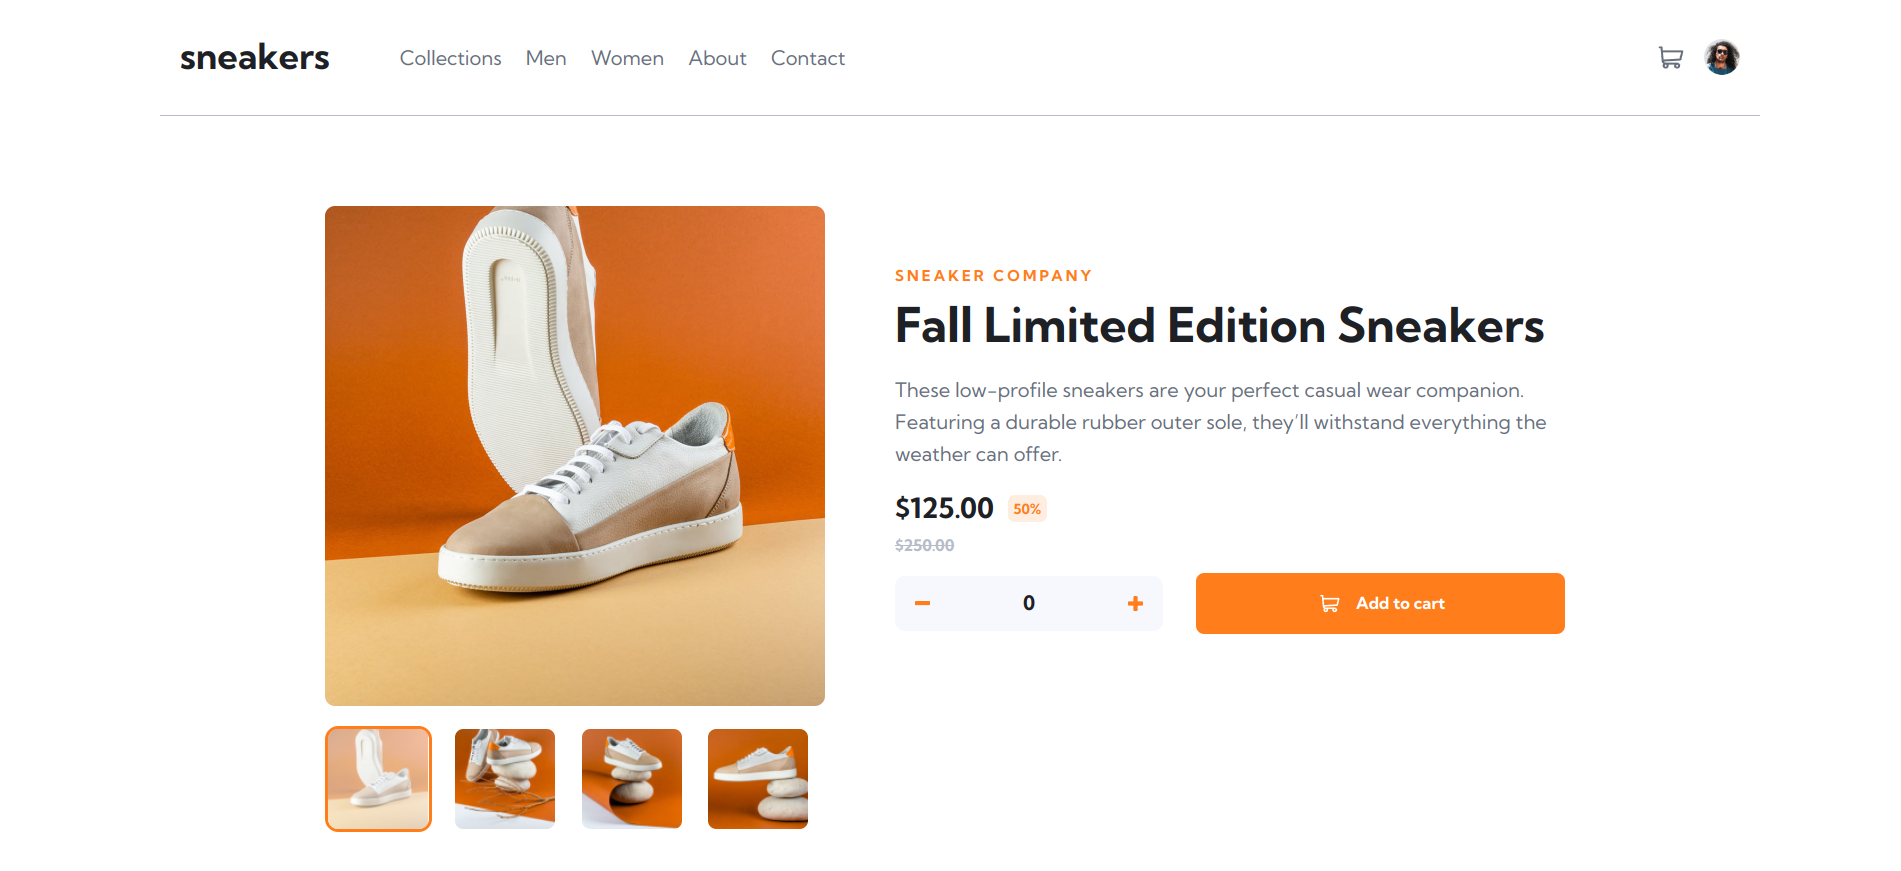 sneakers
Collections Men Women About Contact
SNEAKER COMPANY
Fall Limited Edition Sneakers
These low-profile sneakers are your perfect casual wear companion.
Featuring a durable rubber outer sole, they’ll withstand everything the
weather can offer.
$125.00 50%
$250.00
0
Add to cart